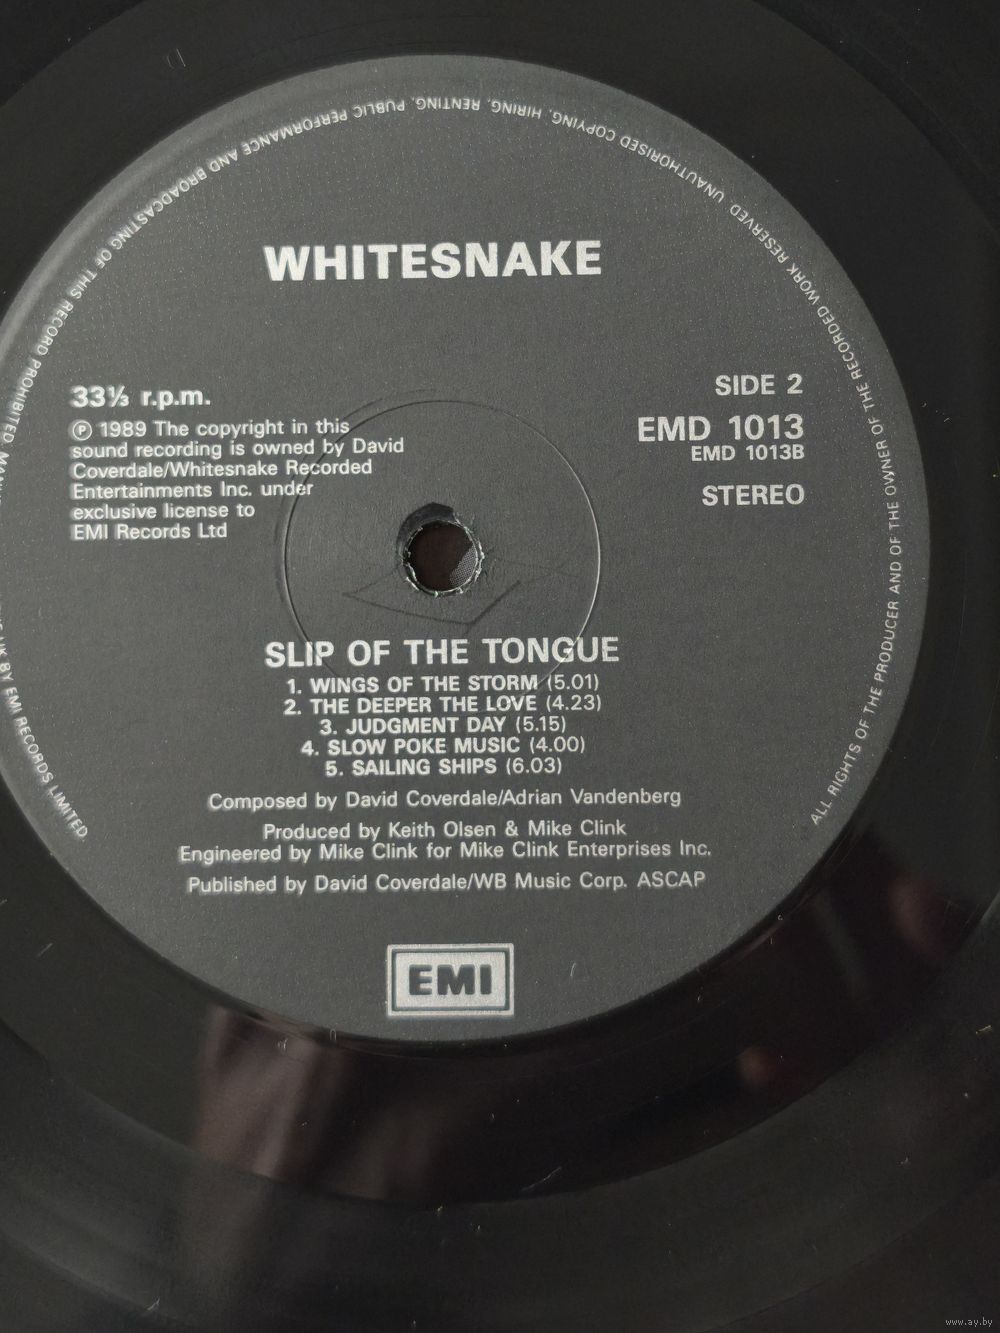 ALL RIGHTS OF THE PRODUCER AND OF THE OWNER OF THE RECORDED WORK RESERVED. UNAUTHORISED COPYING, HIRING, RENTING, PUBLIC PERFORMANCE AND BROADCASTING OF THIS RECORD PROHIBITED.
UK BY EMI RECORDS LIMITED.
WHITESNAKE
33⅓ r.p.m.
℗ 1989 The copyright in this
sound recording is owned by David
Coverdale/Whitesnake Recorded
Entertainments Inc. under
exclusive license to
EMI Records Ltd
SIDE 2
EMD 1013
EMD 1013B
STEREO
SLIP OF THE TONGUE
1. WINGS OF THE STORM (5.01)
2. THE DEEPER THE LOVE (4.23)
3. JUDGMENT DAY (5.15)
4. SLOW POKE MUSIC (4.00)
5. SAILING SHIPS (6.03)
Composed by David Coverdale/Adrian Vandenberg
Produced by Keith Olsen & Mike Clink
Engineered by Mike Clink for Mike Clink Enterprises Inc.
Published by David Coverdale/WB Music Corp. ASCAP
EMI
www.ay.by